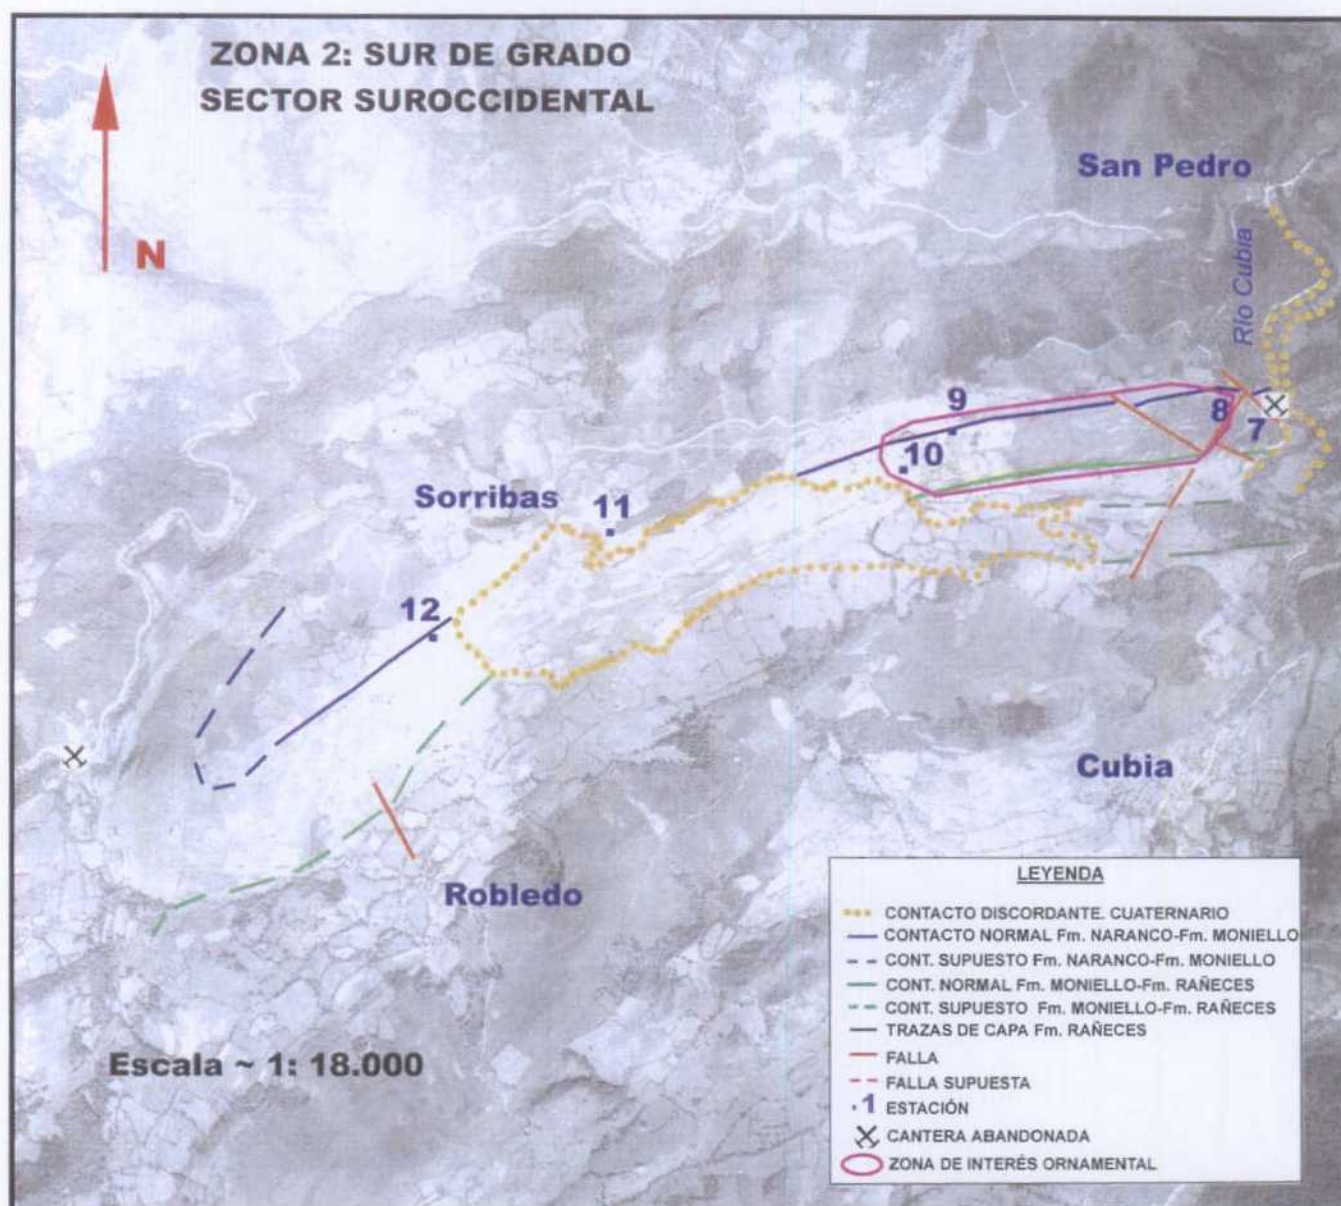 ZONA 2: SUR DE GRADO
SECTOR SUROCCIDENTAL
N
San Pedro
Río Cubia
9
8
7
10
Sorribas
11
12
Cubia
Robledo
Escala ~ 1: 18.000
LEYENDA
CONTACTO DISCORDANTE. CUATERNARIO
CONTACTO NORMAL Fm. NARANCO-Fm. MONIELLO
CONT. SUPUESTO Fm. NARANCO-Fm. MONIELLO
CONT. NORMAL Fm. MONIELLO-Fm. RAÑECES
CONT. SUPUESTO Fm. MONIELLO-Fm. RAÑECES
TRAZAS DE CAPA Fm. RAÑECES
FALLA
FALLA SUPUESTA
1 ESTACIÓN
CANTERA ABANDONADA
ZONA DE INTERÉS ORNAMENTAL